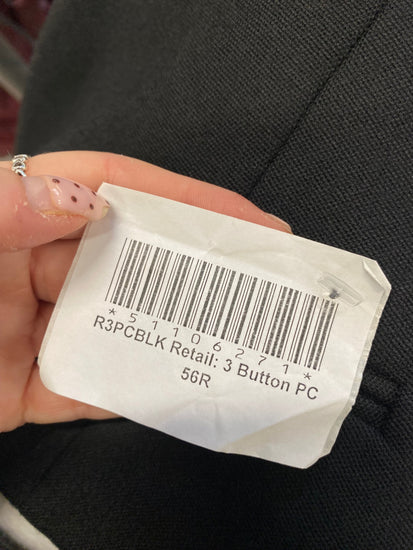 *51106271*
R3PCBLK Retail: 3 Button PC
56R